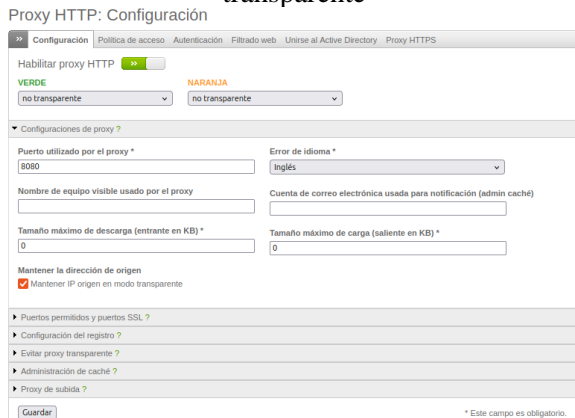 transparente
Proxy HTTP: Configuración
» Configuración Política de acceso Autenticación Filtrado web Unirse al Active Directory Proxy HTTPS
Habilitar proxy HTTP »
VERDE NARANJA
no transparente no transparente
Configuraciones de proxy ?
Puerto utilizado por el proxy * Error de idioma *
8080 Inglés
Nombre de equipo visible usado por el proxy Cuenta de correo electrónica usada para notificación (admin caché)
Tamaño máximo de descarga (entrante en KB) * Tamaño máximo de carga (saliente en KB) *
0 0
Mantener la dirección de origen
Mantener IP origen en modo transparente
Puertos permitidos y puertos SSL ?
Configuración del registro ?
Evitar proxy transparente ?
Administración de caché ?
Proxy de subida ?
Guardar * Este campo es obligatorio.